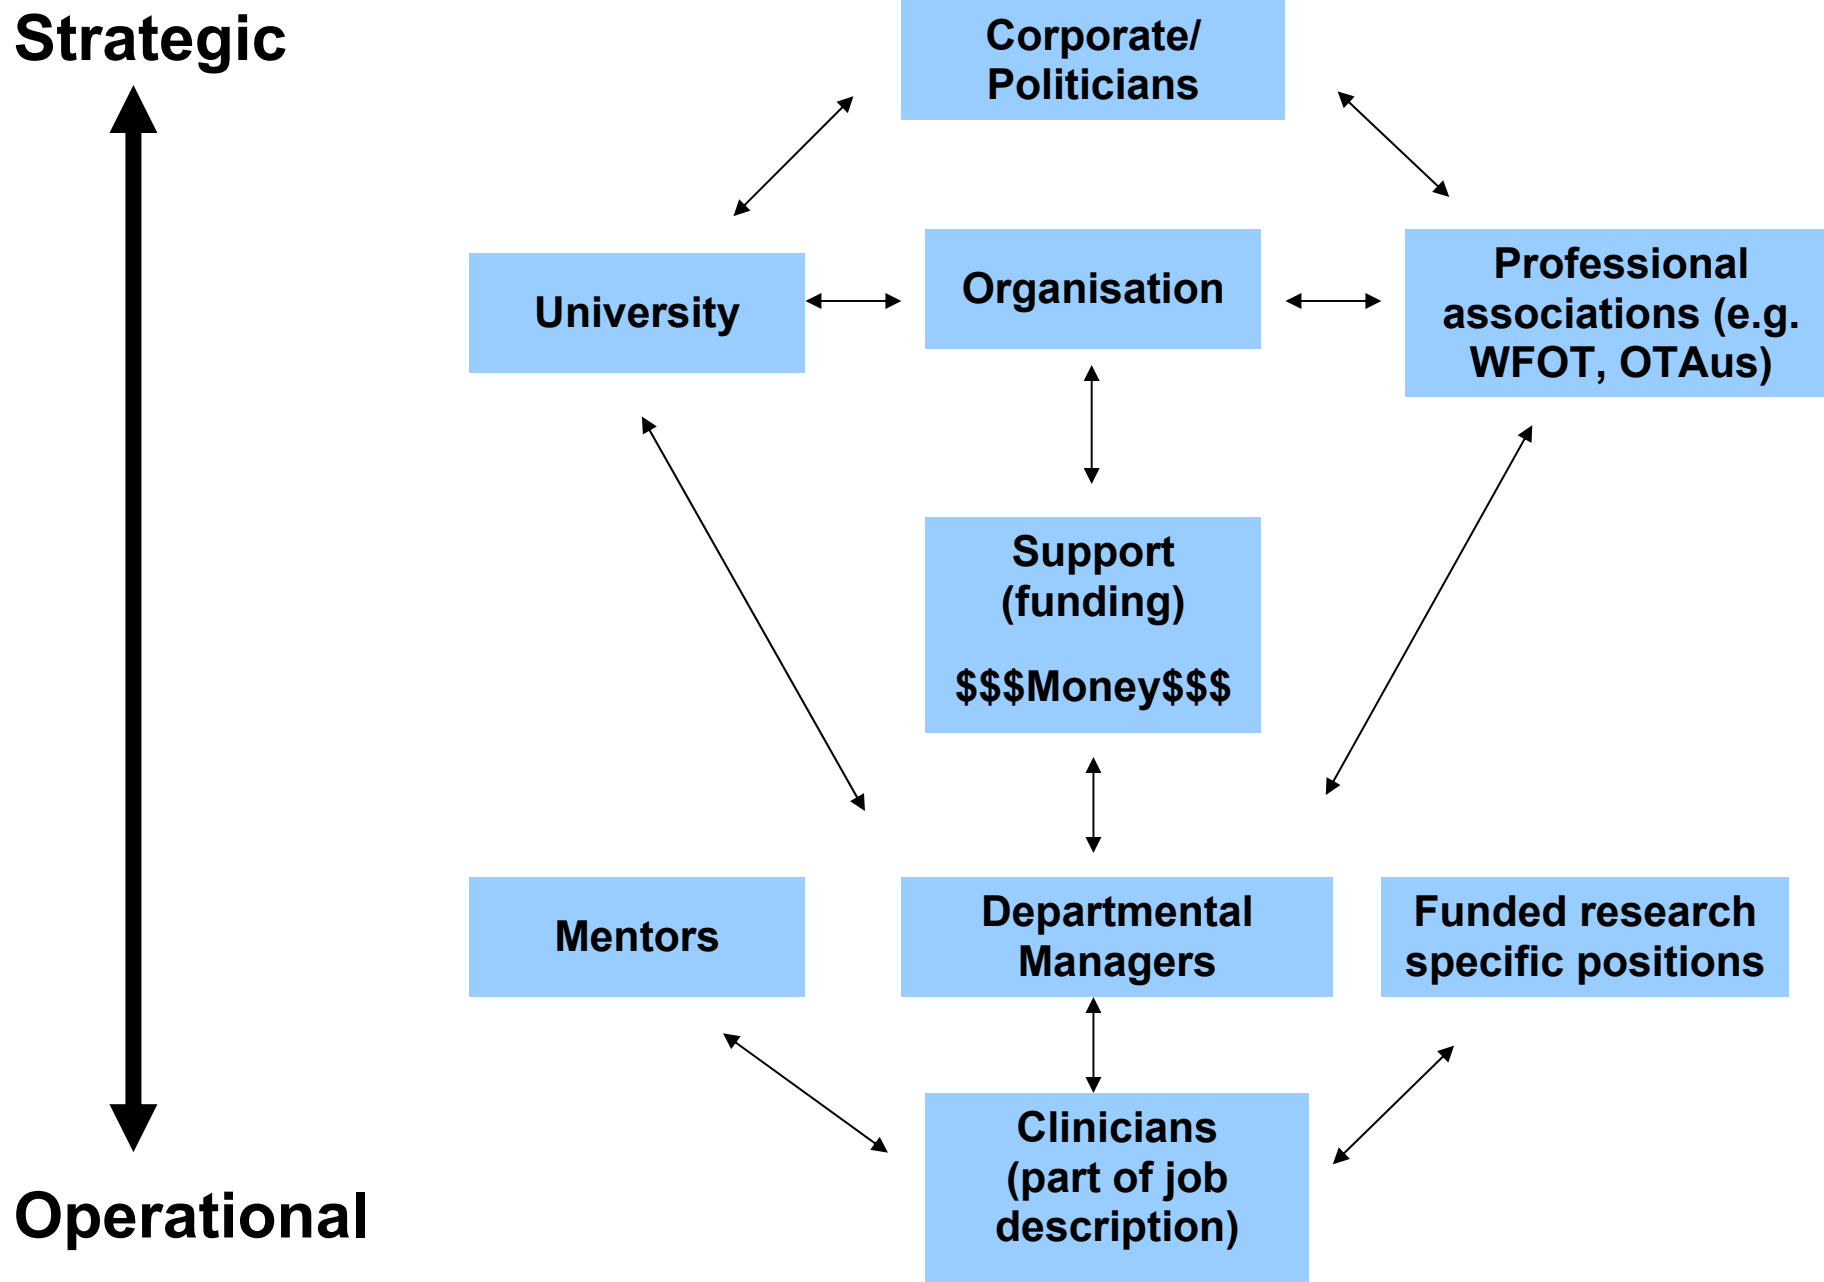 Strategic
Corporate/
Politicians
University
Organisation
Professional
associations (e.g.
WFOT, OTAus)
Support
(funding)
$$$Money$$$
Mentors
Departmental
Managers
Funded research
specific positions
Clinicians
(part of job
description)
Operational